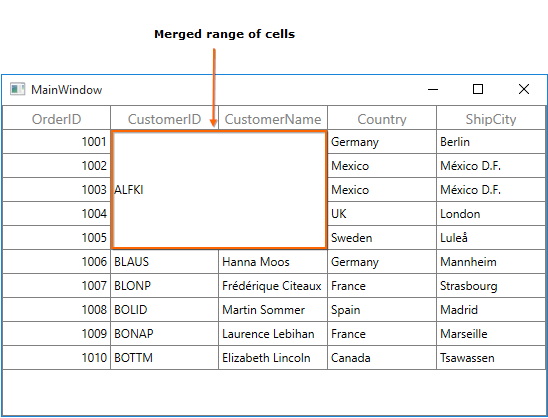 Merged range of cells
MainWindow
OrderID CustomerID CustomerName Country ShipCity
1001 Germany Berlin
1002 Mexico México D.F.
1003 ALFKI Mexico México D.F.
1004 UK London
1005 Sweden Luleå
1006 BLAUS Hanna Moos Germany Mannheim
1007 BLONP Frédérique Citeaux France Strasbourg
1008 BOLID Martin Sommer Spain Madrid
1009 BONAP Laurence Lebihan France Marseille
1010 BOTTM Elizabeth Lincoln Canada Tsawassen